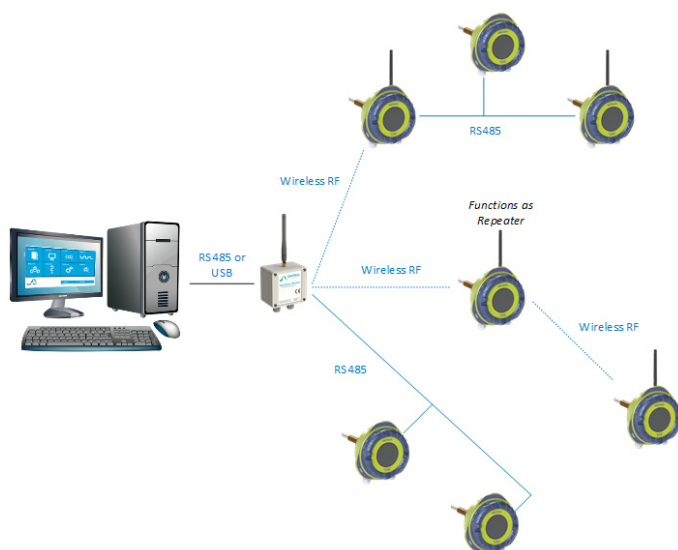 RS485
Wireless RF
Functions as
Repeater
RS485 or
USB
Wireless RF
Wireless RF
RS485